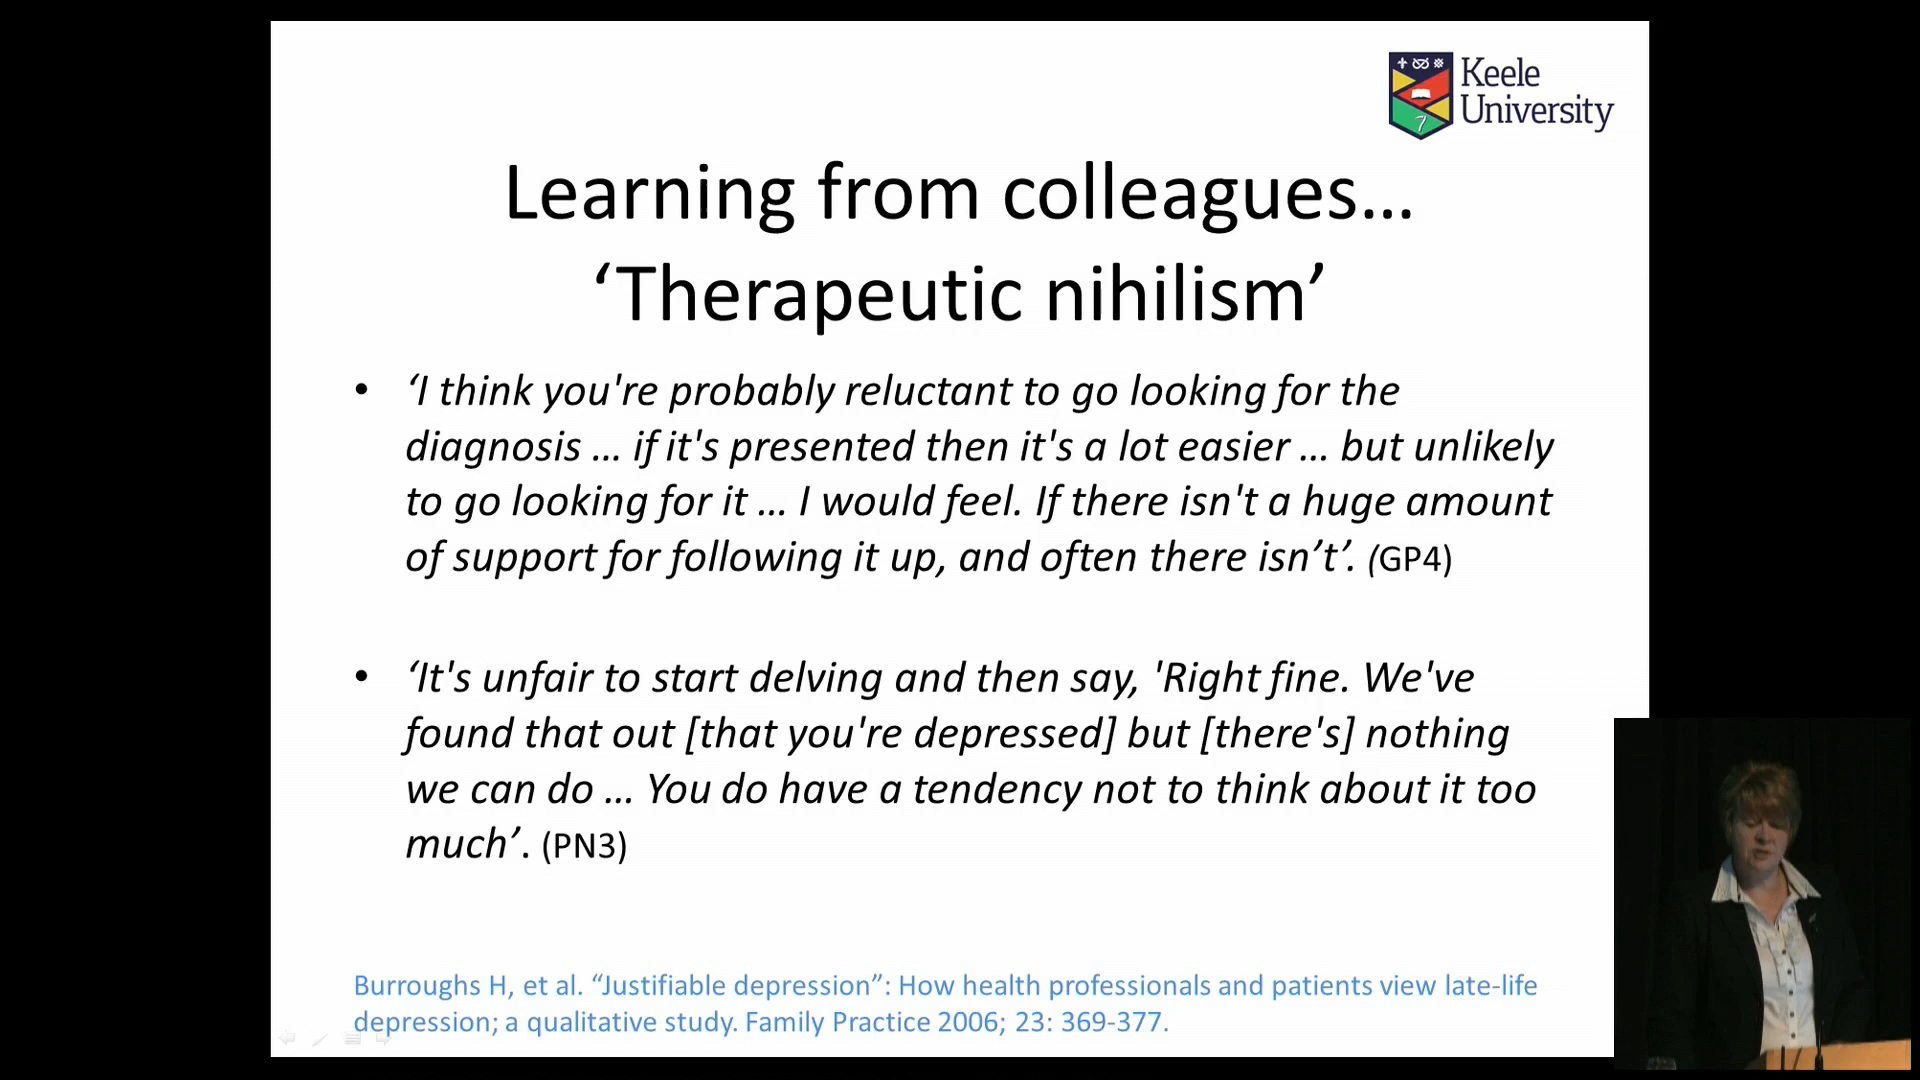 Keele
University
Learning from colleagues…
‘Therapeutic nihilism’
• ‘I think you're probably reluctant to go looking for the
diagnosis … if it's presented then it's a lot easier … but unlikely
to go looking for it … I would feel. If there isn't a huge amount
of support for following it up, and often there isn’t’. (GP4)
• ‘It's unfair to start delving and then say, 'Right fine. We've
found that out [that you're depressed] but [there's] nothing
we can do … You do have a tendency not to think about it too
much’. (PN3)
Burroughs H, et al. “Justifiable depression”: How health professionals and patients view late-life
depression; a qualitative study. Family Practice 2006; 23: 369-377.